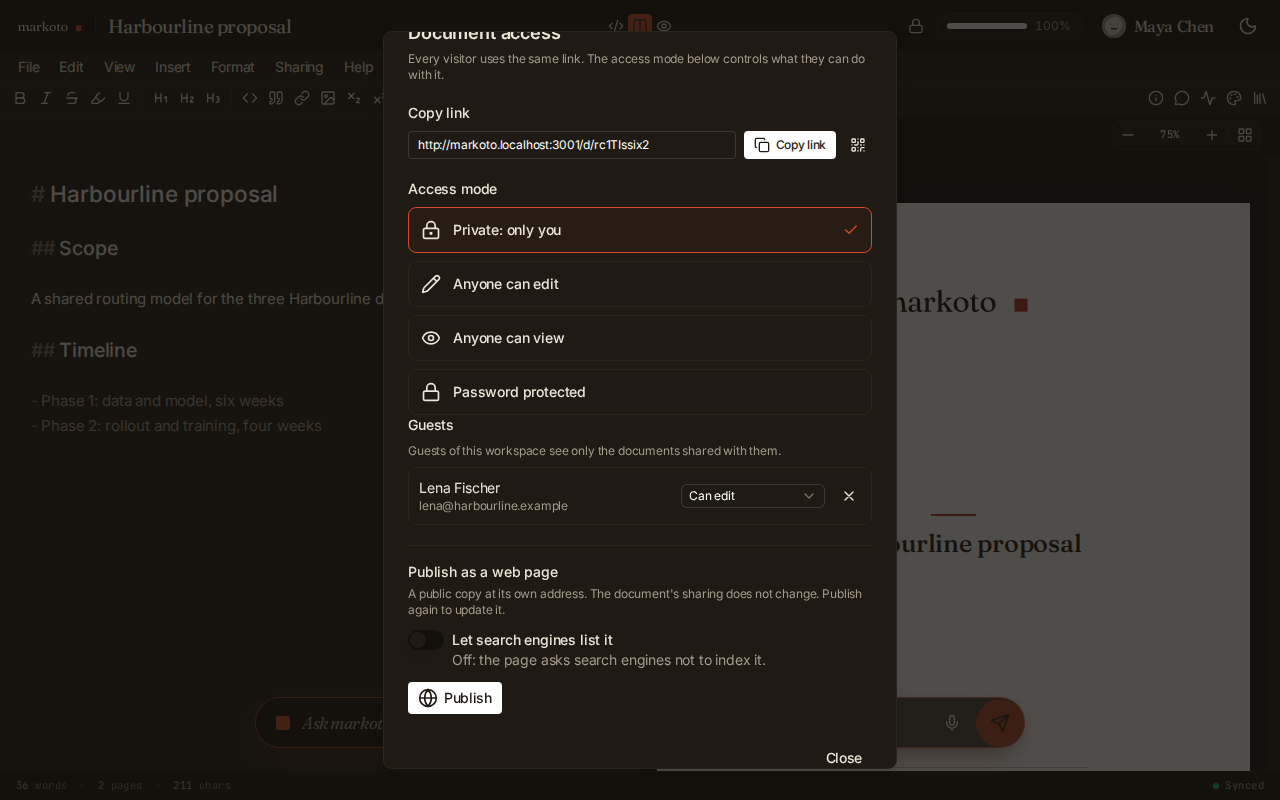 markoto
Harbourline proposal
100%
Maya Chen
File Edit View Insert Format Sharing Help
H1 H2 H3
75%
# Harbourline proposal
## Scope
A shared routing model for the three Harbourline d
## Timeline
- Phase 1: data and model, six weeks
- Phase 2: rollout and training, four weeks
Document access
Every visitor uses the same link. The access mode below controls what they can do
with it.
Copy link
http://markoto.localhost:3001/d/rc1TIssix2
Copy link
Access mode
Private: only you
Anyone can edit
Anyone can view
Password protected
Guests
Guests of this workspace see only the documents shared with them.
Lena Fischer
lena@harbourline.example
Can edit
Publish as a web page
A public copy at its own address. The document's sharing does not change. Publish
again to update it.
Let search engines list it
Off: the page asks search engines not to index it.
Publish
Close
narkoto
ourline proposal
Ask markot
36 words · 2 pages · 211 chars
Synced